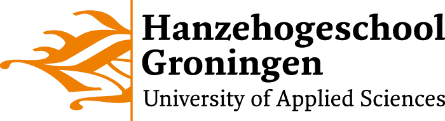 Hanzehogeschool
Groningen
University of Applied Sciences